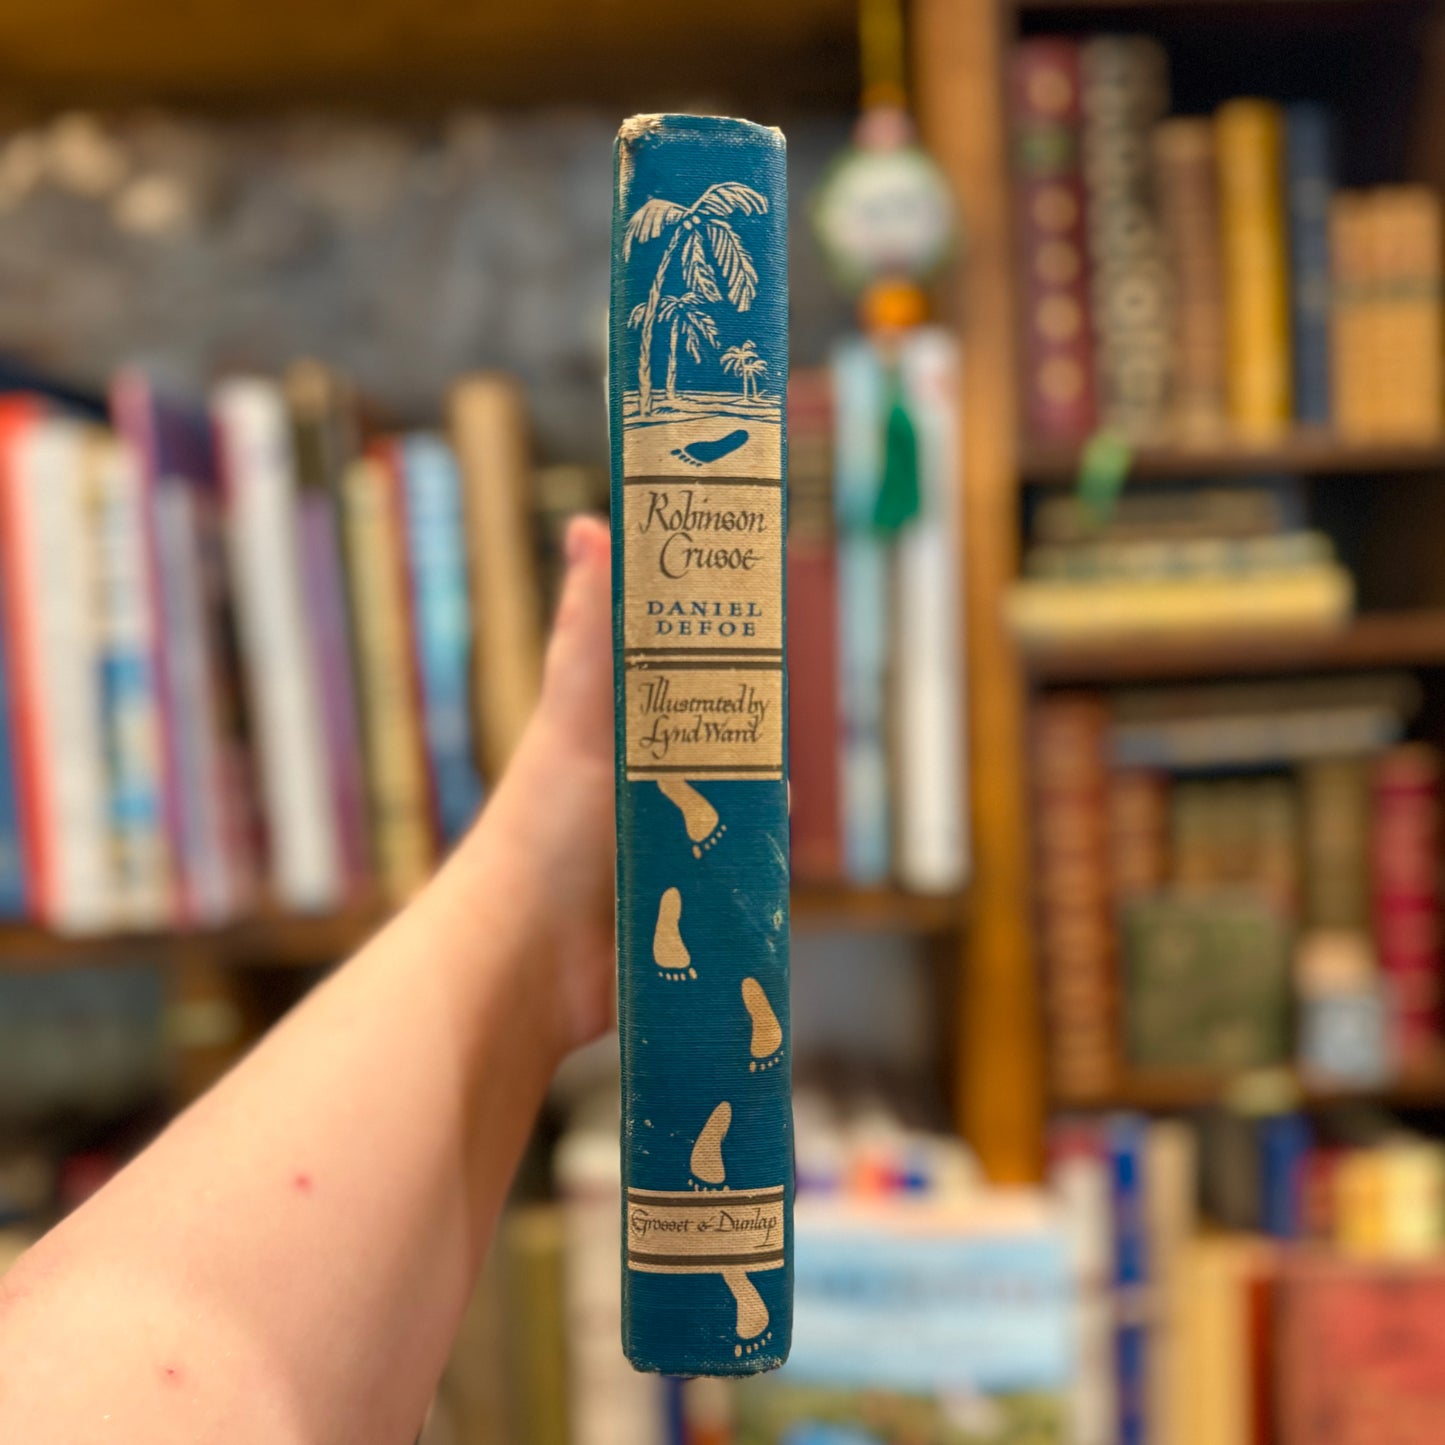 Robinson
Crusoe
DANIEL
DEFOE
Illustrated by
Lynd Ward
Grosset & Dunlap